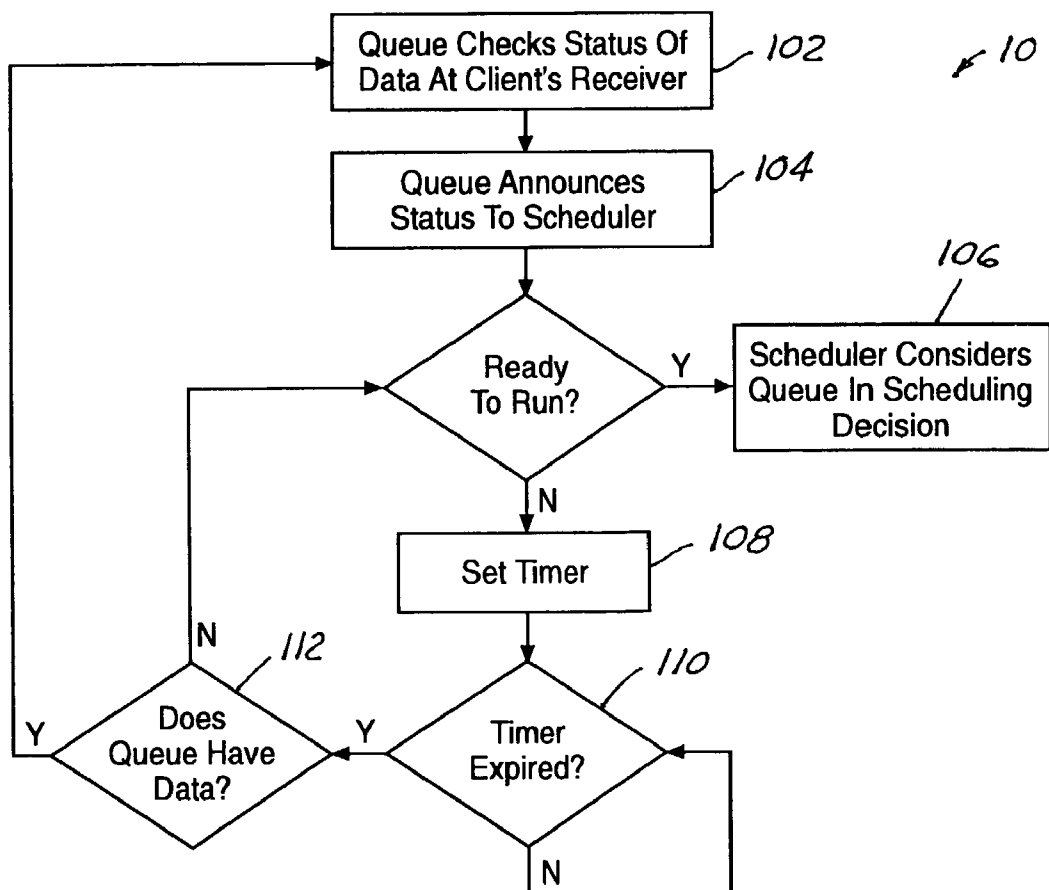 Queue Checks Status Of
Data At Client's Receiver
102
10
Queue Announces
Status To Scheduler
104
106
Ready
To Run?
Y
Scheduler Considers
Queue In Scheduling
Decision
N
Set Timer
108
N
112
110
Y
Does
Queue Have
Data?
Y
Timer
Expired?
N